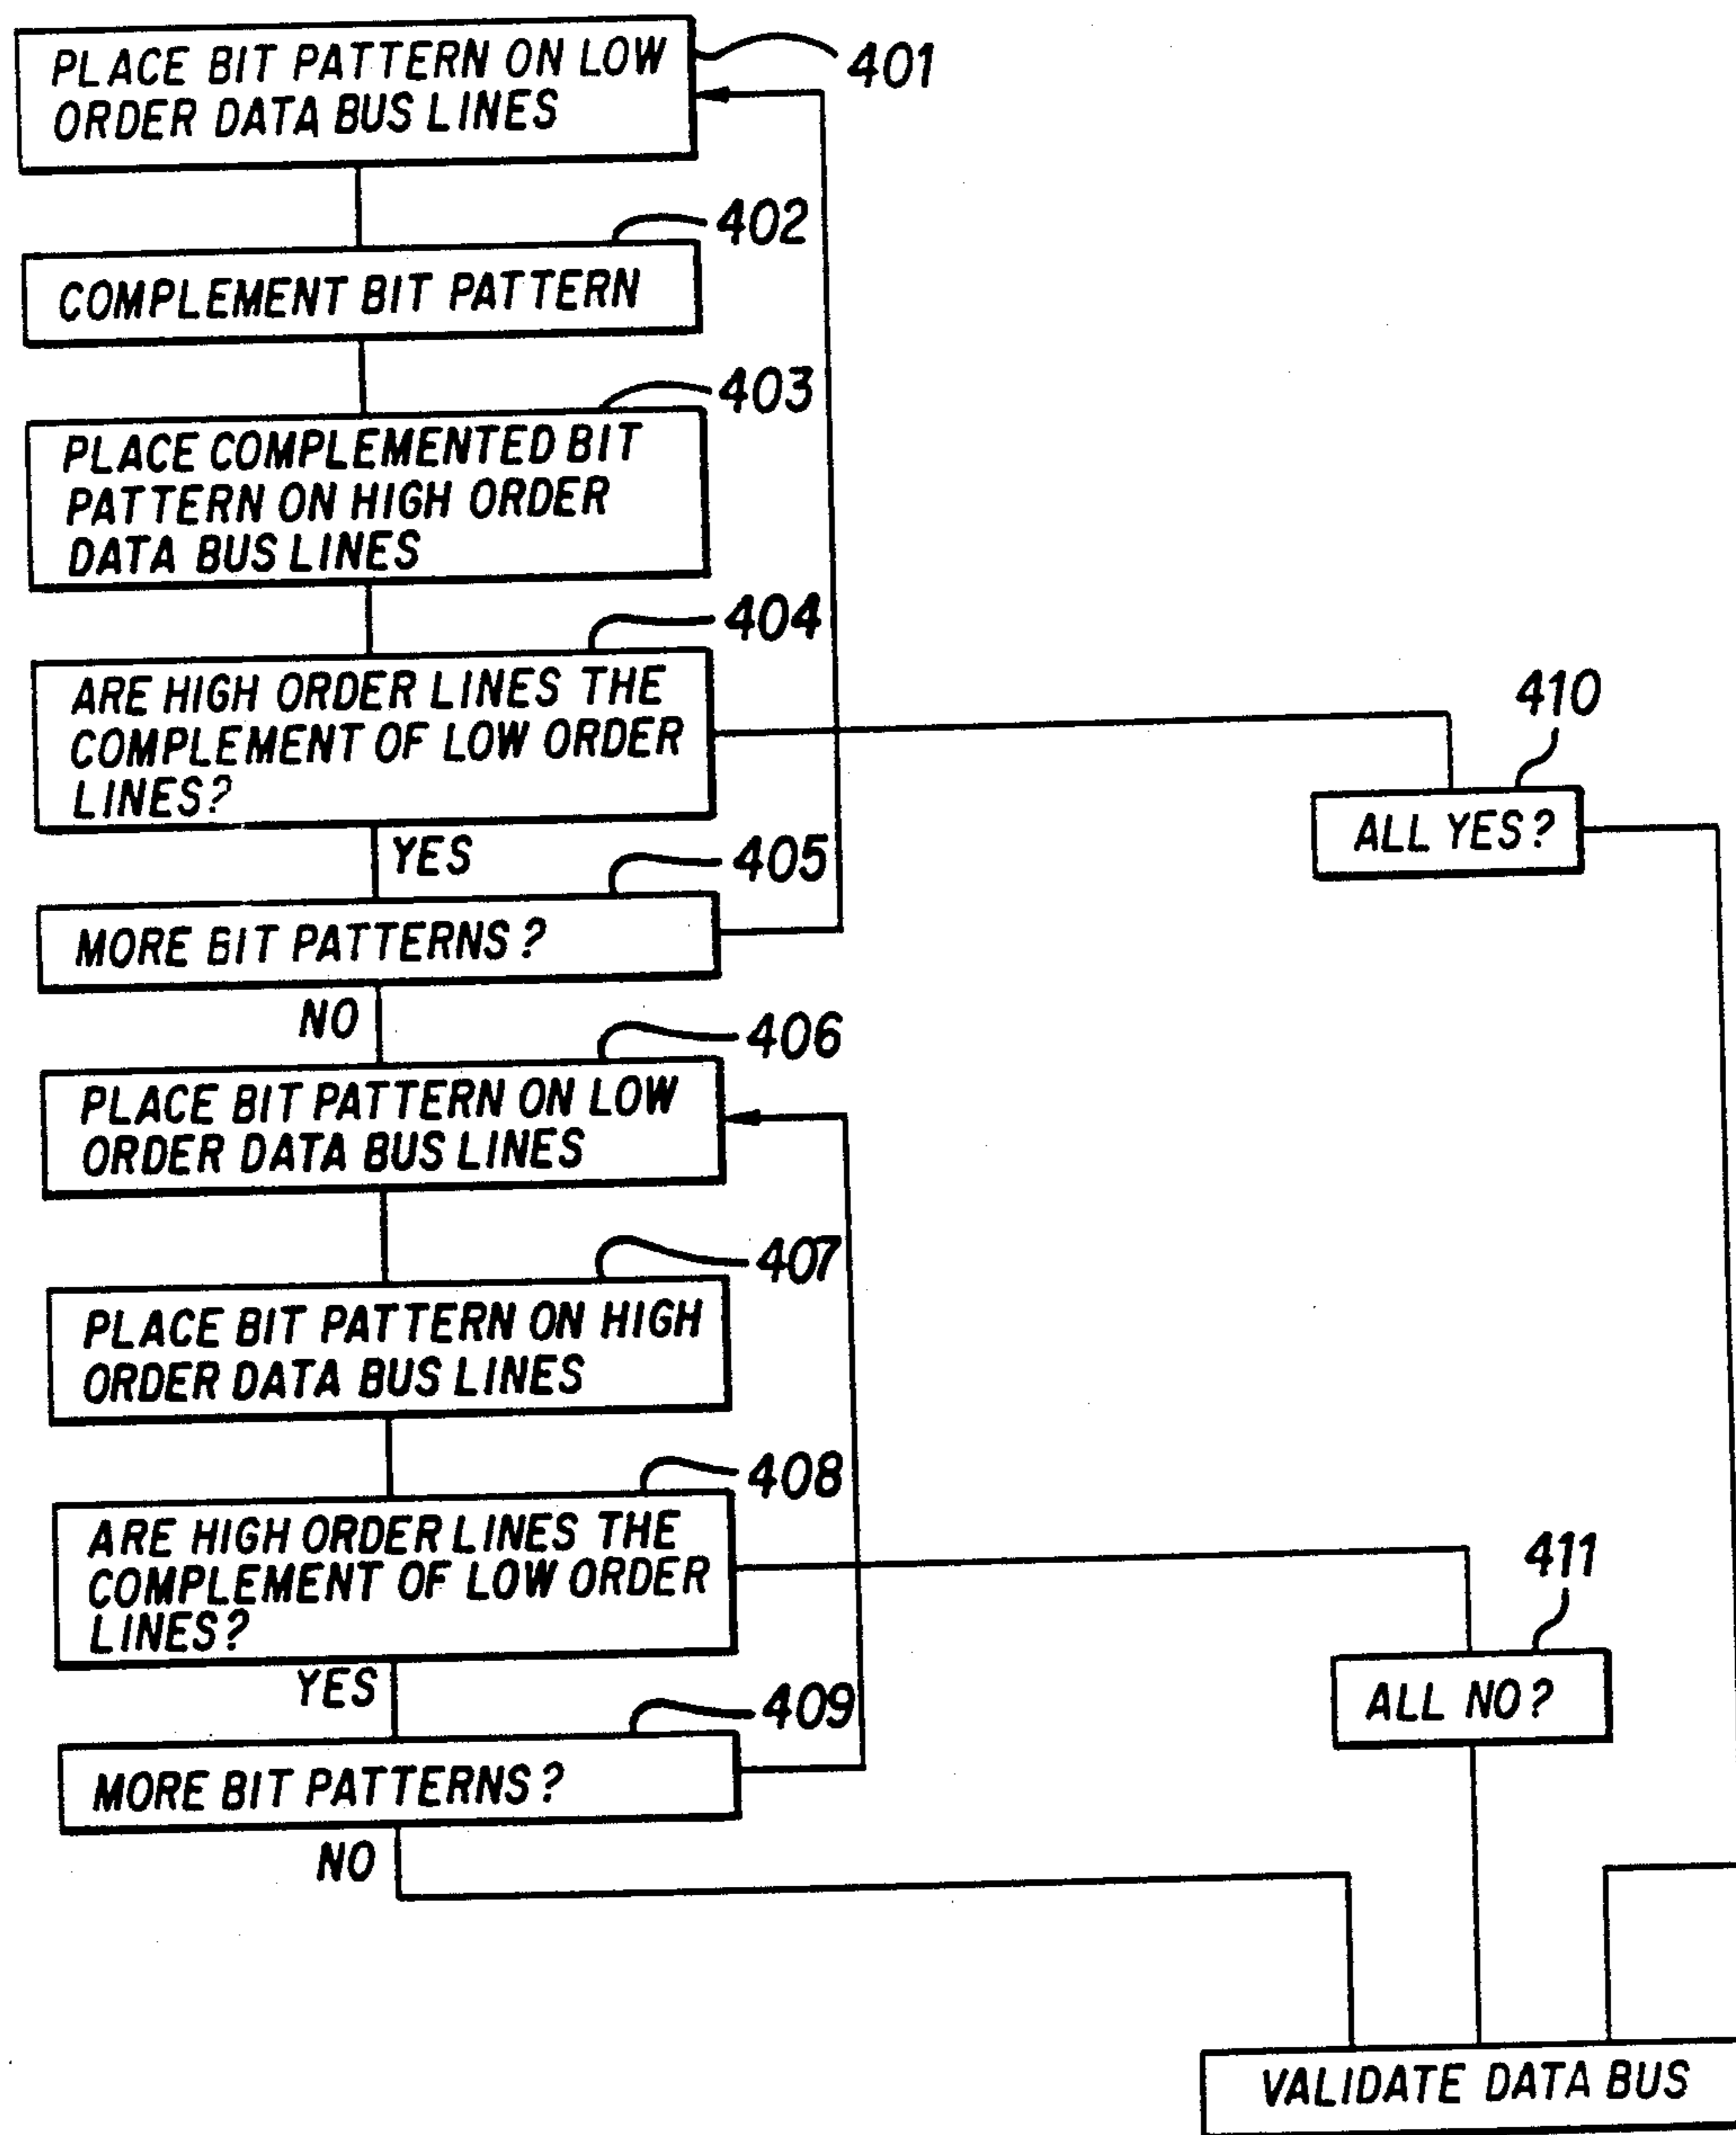 PLACE BIT PATTERN ON LOW
ORDER DATA BUS LINES
401
402
COMPLEMENT BIT PATTERN
403
PLACE COMPLEMENTED BIT
PATTERN ON HIGH ORDER
DATA BUS LINES
404
ARE HIGH ORDER LINES THE
COMPLEMENT OF LOW ORDER
LINES?
410
ALL YES?
YES
405
MORE BIT PATTERNS?
NO
406
PLACE BIT PATTERN ON LOW
ORDER DATA BUS LINES
407
PLACE BIT PATTERN ON HIGH
ORDER DATA BUS LINES
408
ARE HIGH ORDER LINES THE
COMPLEMENT OF LOW ORDER
LINES?
411
ALL NO?
YES
409
MORE BIT PATTERNS?
NO
VALIDATE DATA BUS